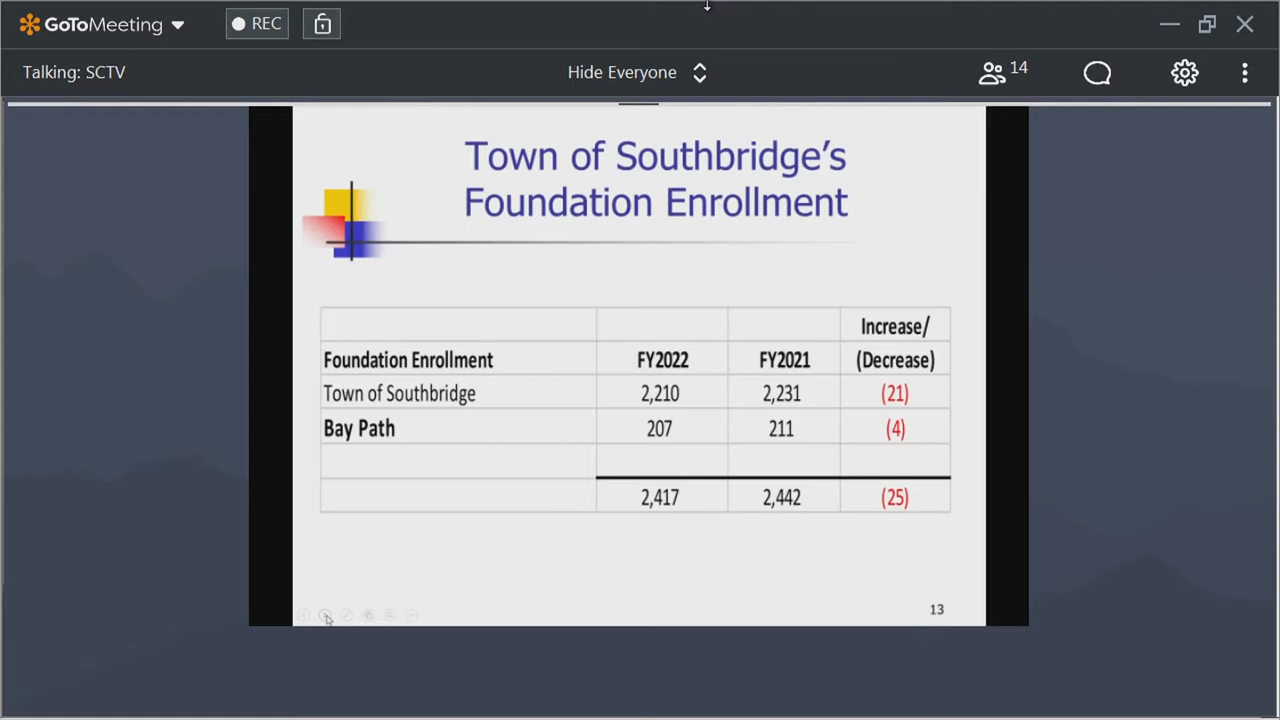 GoToMeeting
REC
Talking: SCTV
Hide Everyone
14
Town of Southbridge’s
Foundation Enrollment
Increase/
Foundation Enrollment FY2022 FY2021 (Decrease)
Town of Southbridge 2,210 2,231 (21)
Bay Path 207 211 (4)
2,417 2,442 (25)
13